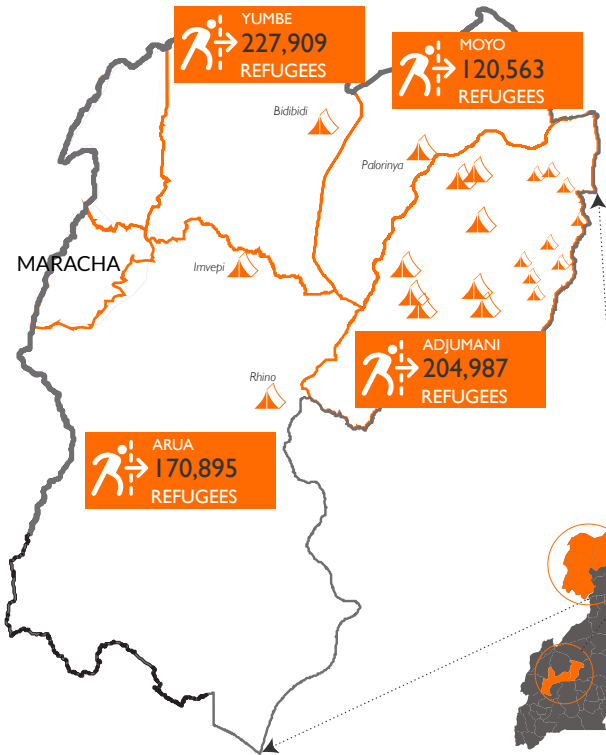 YUMBE
227,909
REFUGEES
MOYO
120,563
REFUGEES
Bidibidi
Palorinya
MARACHA
Imvepi
ADJUMANI
204,987
REFUGEES
Rhino
ARUA
170,895
REFUGEES